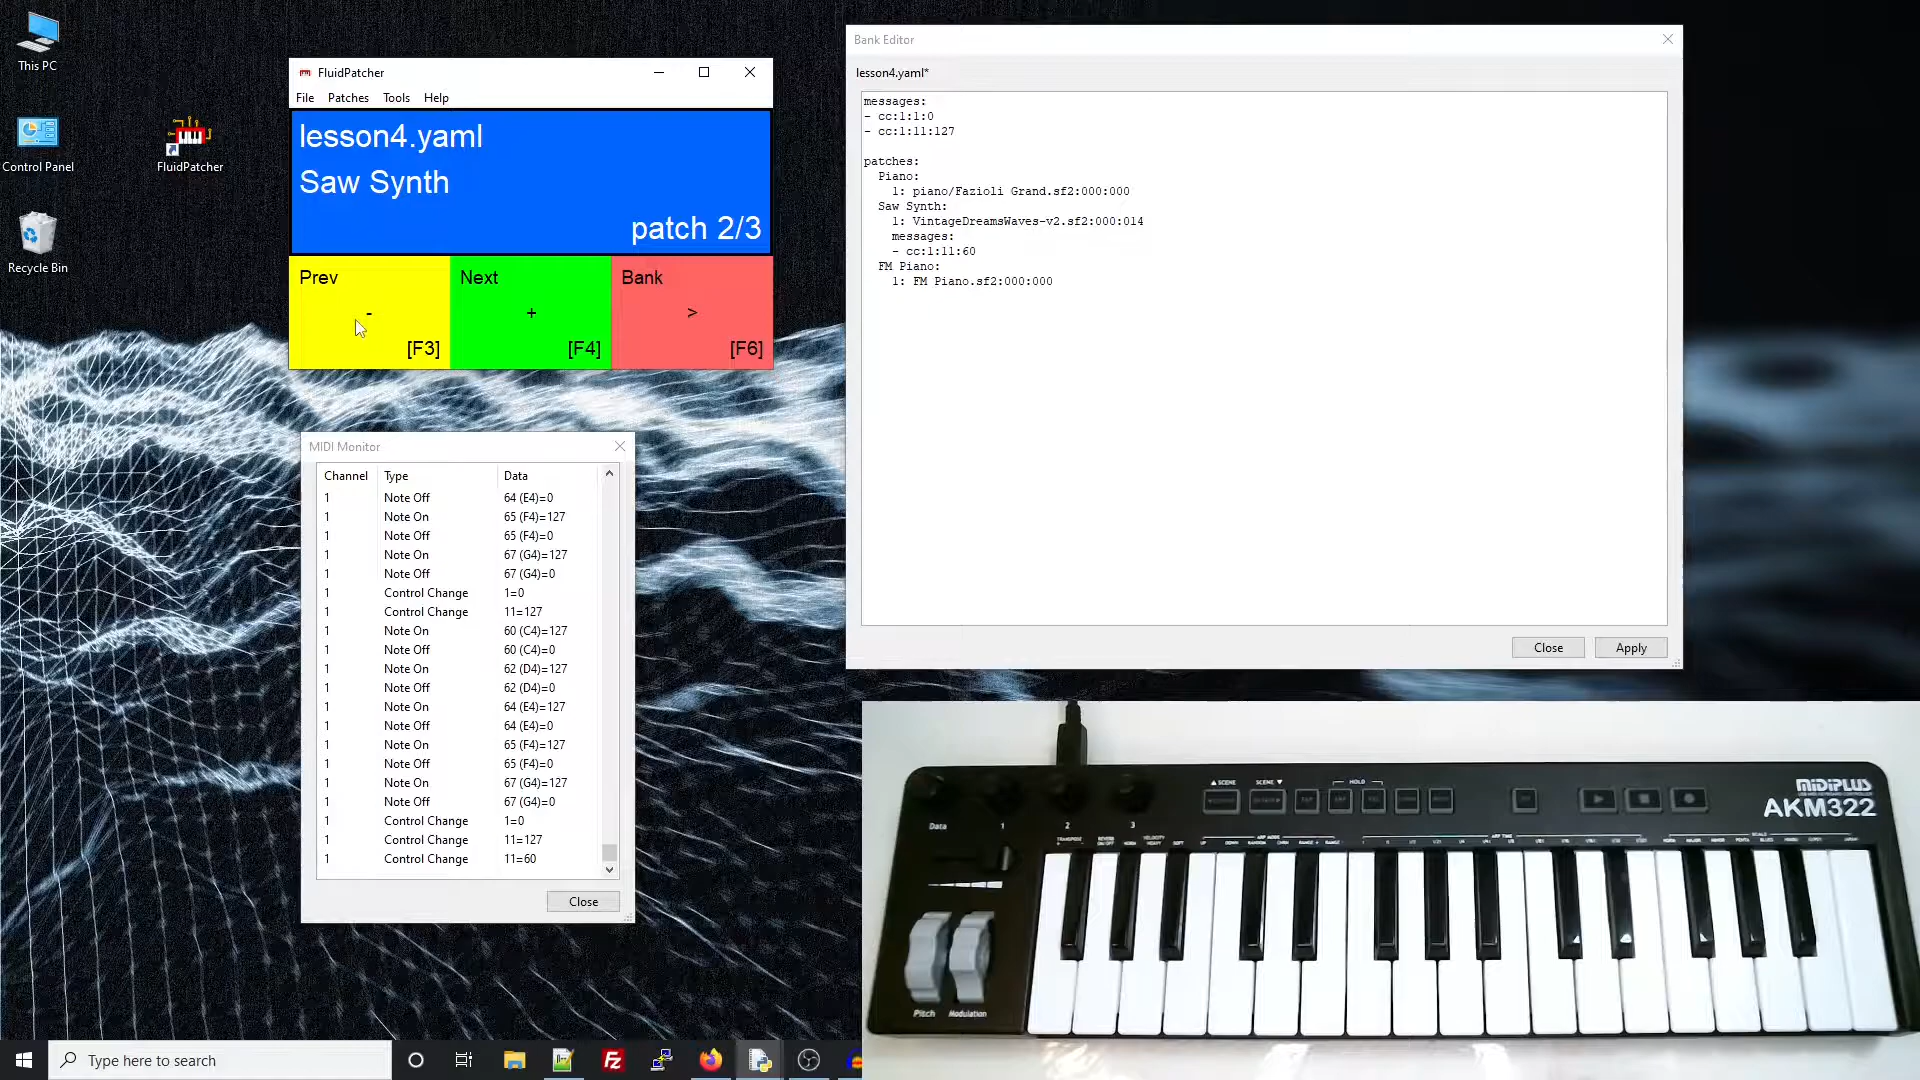 This PC
Control Panel
FluidPatcher
Recycle Bin
FluidPatcher
File Patches Tools Help
lesson4.yaml
Saw Synth
patch 2/3
Prev
-
[F3]
Next
+
[F4]
Bank
>
[F6]
MIDI Monitor
Channel Type Data
1 Note Off 64 (E4)=0
1 Note On 65 (F4)=127
1 Note Off 65 (F4)=0
1 Note On 67 (G4)=127
1 Note Off 67 (G4)=0
1 Control Change 1=0
1 Control Change 11=127
1 Note On 60 (C4)=127
1 Note Off 60 (C4)=0
1 Note On 62 (D4)=127
1 Note Off 62 (D4)=0
1 Note On 64 (E4)=127
1 Note Off 64 (E4)=0
1 Note On 65 (F4)=127
1 Note Off 65 (F4)=0
1 Note On 67 (G4)=127
1 Note Off 67 (G4)=0
1 Control Change 1=0
1 Control Change 11=127
1 Control Change 11=60
Close
Bank Editor
lesson4.yaml*
messages:
- cc:1:1:0
- cc:1:11:127
patches:
Piano:
1: piano/Fazioli Grand.sf2:000:000
Saw Synth:
1: VintageDreamsWaves-v2.sf2:000:014
messages:
- cc:1:11:60
FM Piano:
1: FM Piano.sf2:000:000
Close Apply
MIDIPLUS
AKM322
▲ SCENE SCENE ▼ HOLD
Data 1 2 3
Pitch Modulation
Type here to search